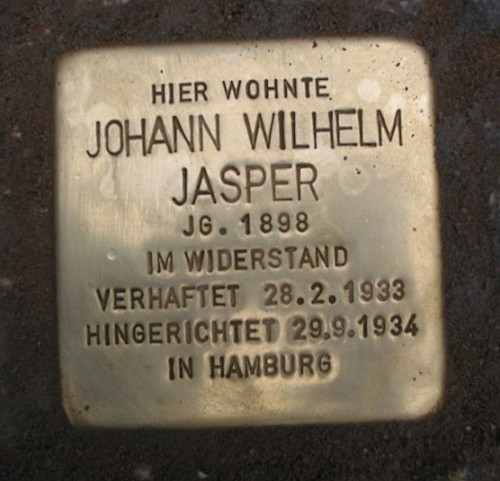 HIER WOHNTE
JOHANN WILHELM
JASPER
JG. 1898
IM WIDERSTAND
VERHAFTET 28.2.1933
HINGERICHTET 29.9.1934
IN HAMBURG